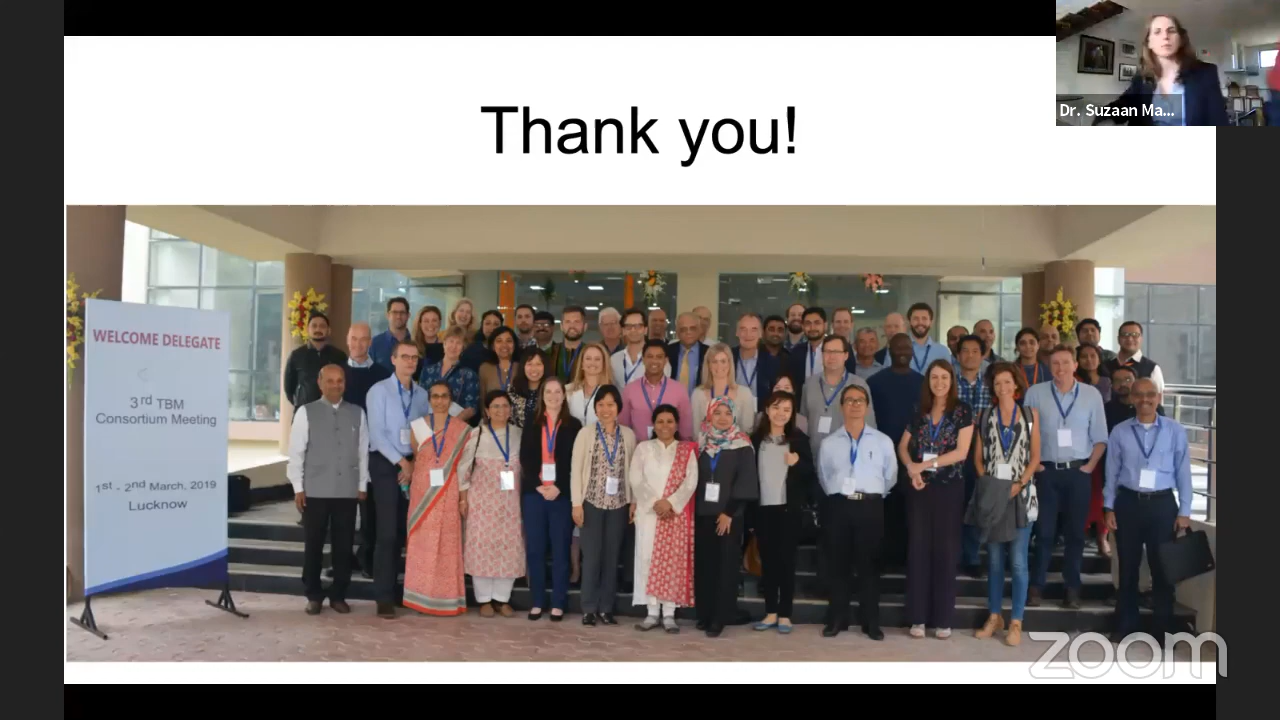 Thank you!
Dr. Suzaan Ma...
WELCOME DELEGATE
3rd TBM
Consortium Meeting
1st - 2nd March, 2019
Lucknow
zoom